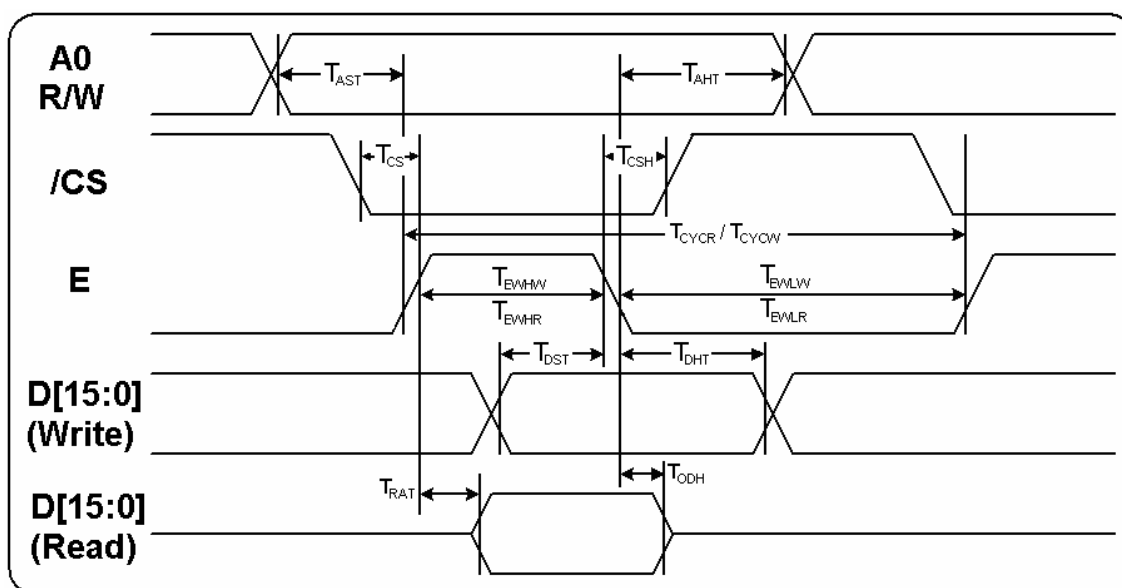 A0
R/W
T_AST
T_AHT
/CS
T_CS
T_CSH
T_CYCR / T_CYCW
E
T_EWHW
T_EWHR
T_EWLW
T_EWLR
T_DST
T_DHT
D[15:0]
(Write)
T_RAT
T_ODH
D[15:0]
(Read)